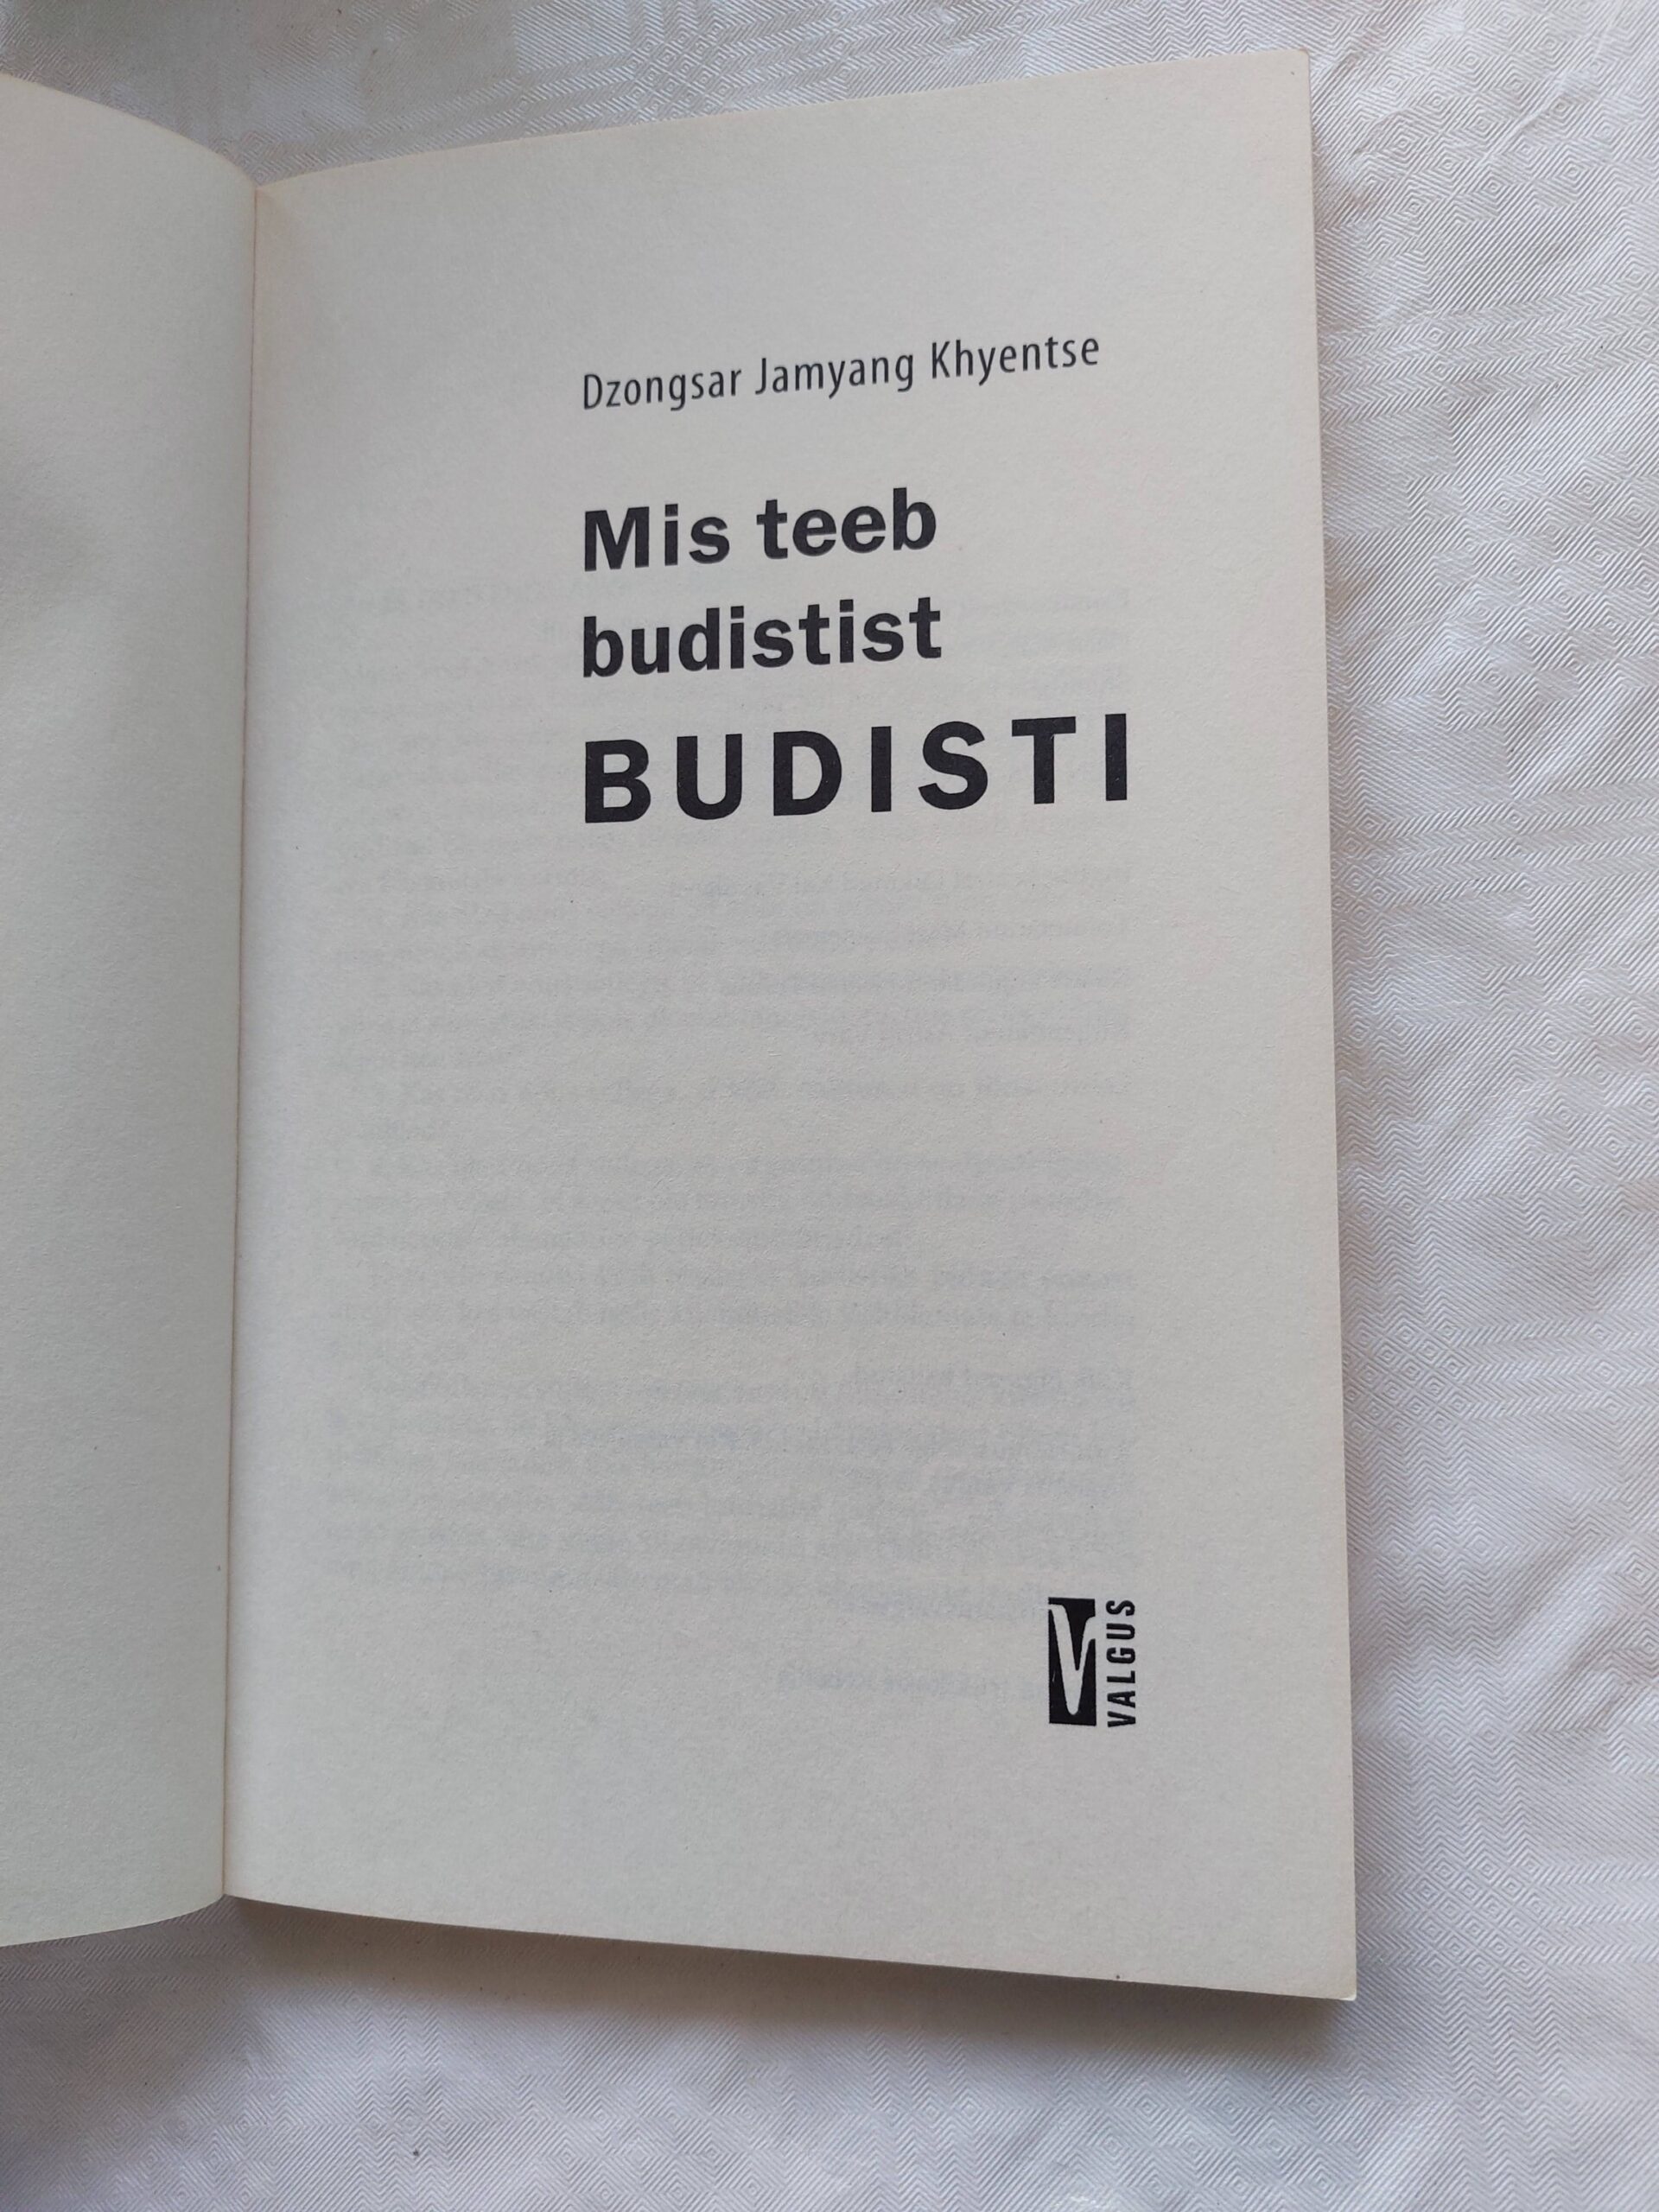 Dzongsar Jamyang Khyentse
Mis teeb
budistist
BUDISTI
VALGUS